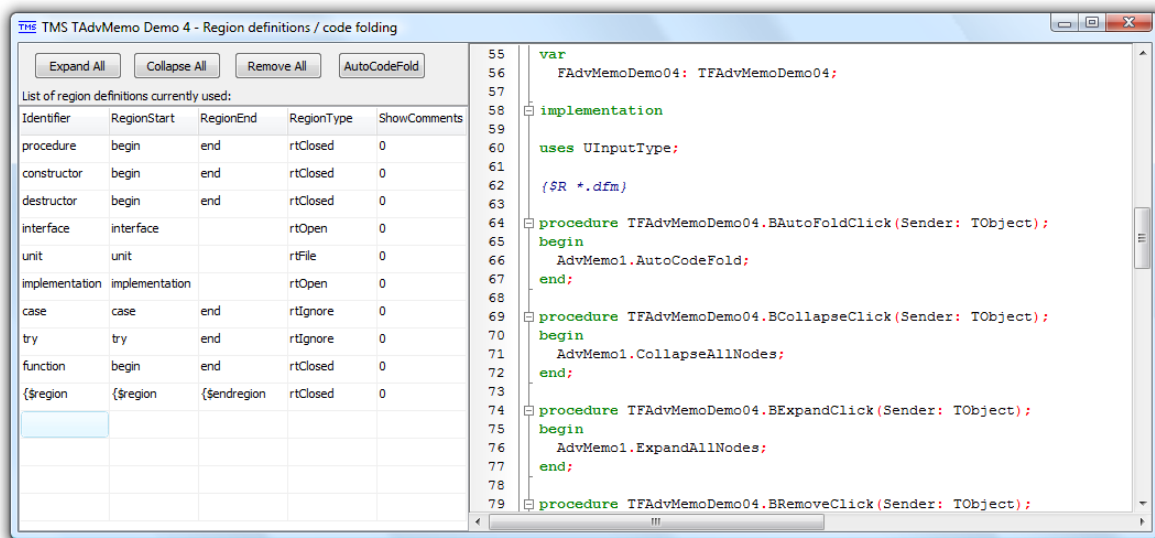 TMS TMS TAdvMemo Demo 4 - Region definitions / code folding
Expand All Collapse All Remove All AutoCodeFold
List of region definitions currently used:
Identifier RegionStart RegionEnd RegionType ShowComments
procedure begin end rtClosed 0
constructor begin end rtClosed 0
destructor begin end rtClosed 0
interface interface rtOpen 0
unit unit rtFile 0
implementation implementation rtOpen 0
case case end rtIgnore 0
try try end rtIgnore 0
function begin end rtClosed 0
{$region {$region {$endregion rtClosed 0
55 var
56 FAdvMemoDemo04: TFAdvMemoDemo04;
57
58 implementation
59
60 uses UInputType;
61
62 {$R *.dfm}
63
64 procedure TFAdvMemoDemo04.BAutoFoldClick(Sender: TObject);
65 begin
66 AdvMemo1.AutoCodeFold;
67 end;
68
69 procedure TFAdvMemoDemo04.BCollapseClick(Sender: TObject);
70 begin
71 AdvMemo1.CollapseAllNodes;
72 end;
73
74 procedure TFAdvMemoDemo04.BExpandClick(Sender: TObject);
75 begin
76 AdvMemo1.ExpandAllNodes;
77 end;
78
79 procedure TFAdvMemoDemo04.BRemoveClick(Sender: TObject);